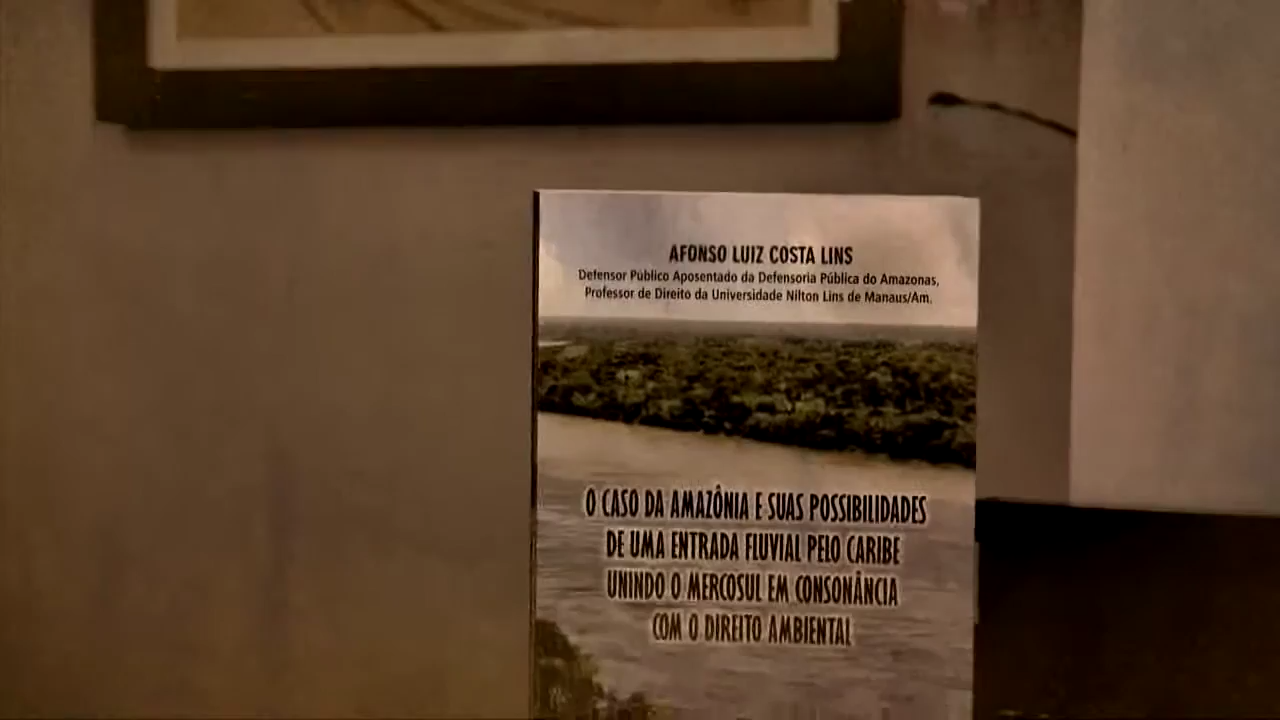 AFONSO LUIZ COSTA LINS
Defensor Público Aposentado da Defensoria Pública do Amazonas,
Professor de Direito da Universidade Nilton Lins de Manaus/Am.
O CASO DA AMAZÔNIA E SUAS POSSIBILIDADES
DE UMA ENTRADA FLUVIAL PELO CARIBE
UNINDO O MERCOSUL EM CONSONÂNCIA
COM O DIREITO AMBIENTAL